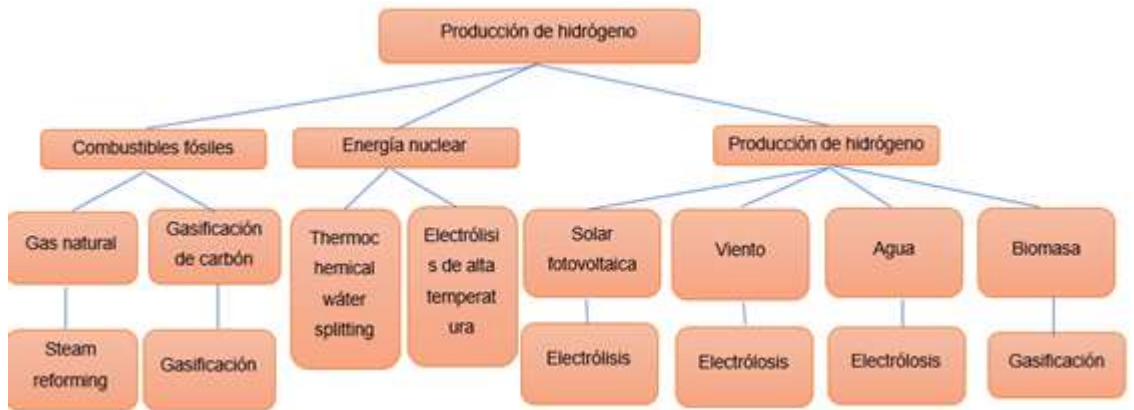 Producción de hidrógeno
Combustibles fósiles
Energía nuclear
Producción de hidrógeno
Gas natural
Gasificación
de carbón
Thermoc
hemical
wáter
splitting
Electrólisi
s de alta
temperat
ura
Solar
fotovoltaica
Viento
Agua
Biomasa
Steam
reforming
Gasificación
Electrólisis
Electrólosis
Electrólosis
Gasificación